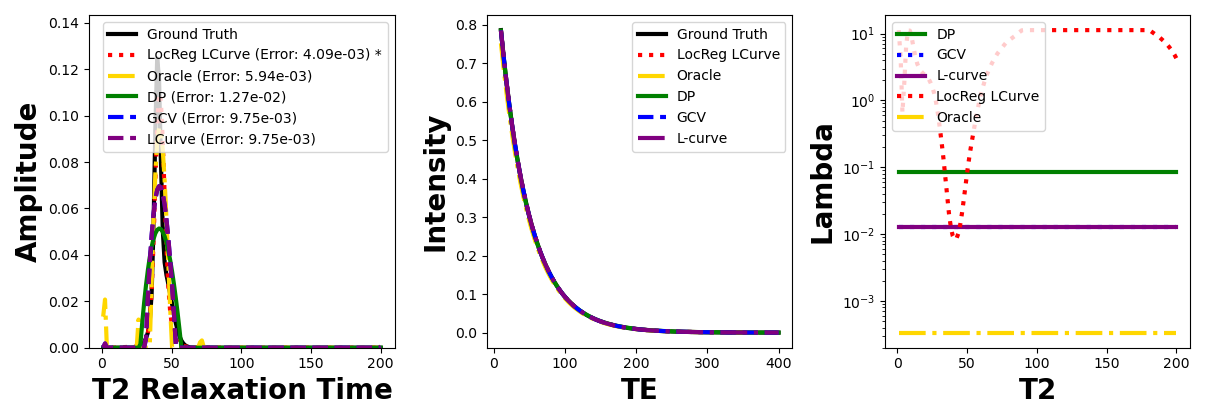 0.14
0.12
0.10
0.08
0.06
0.04
0.02
0.00
Amplitude
Ground Truth
LocReg LCurve (Error: 4.09e-03) *
Oracle (Error: 5.94e-03)
DP (Error: 1.27e-02)
GCV (Error: 9.75e-03)
LCurve (Error: 9.75e-03)
0 50 100 150 200
T2 Relaxation Time
0.8
0.7
0.6
0.5
0.4
0.3
0.2
0.1
0.0
Intensity
Ground Truth
LocReg LCurve
Oracle
DP
GCV
L-curve
0 100 200 300 400
TE
10^1
10^0
10^-1
10^-2
10^-3
Lambda
DP
GCV
L-curve
LocReg LCurve
Oracle
0 50 100 150 200
T2